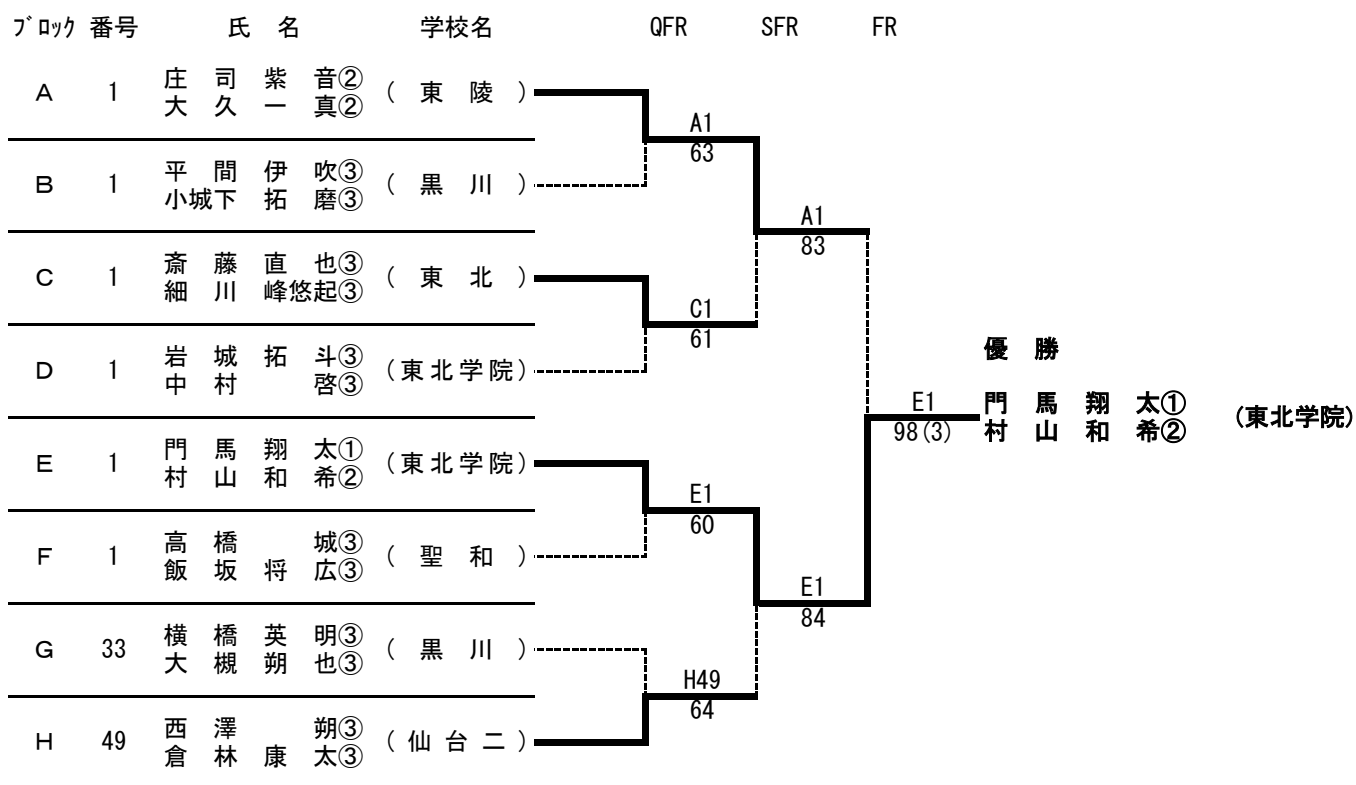 ﾌﾞﾛｯｸ 番号 氏 名 学校名 QFR SFR FR
A 1 庄 司 紫 音② ( 東 陵 )
大 久 一 真②
A1
63
B 1 平 間 伊 吹③ ( 黒 川 )
小城下 拓 磨③
A1
83
C 1 斎 藤 直 也③ ( 東 北 )
細 川 峰悠起③
C1
61
D 1 岩 城 拓 斗③ (東北学院)
中 村 啓③
優 勝
E1 門 馬 翔 太① (東北学院)
98(3) 村 山 和 希②
E 1 門 馬 翔 太① (東北学院)
村 山 和 希②
E1
60
F 1 高 橋 城③ ( 聖 和 )
飯 坂 将 広③
E1
84
G 33 横 橋 英 明③ ( 黒 川 )
大 槻 朔 也③
H49
64
H 49 西 澤 朔③ ( 仙 台 二 )
倉 林 康 太③